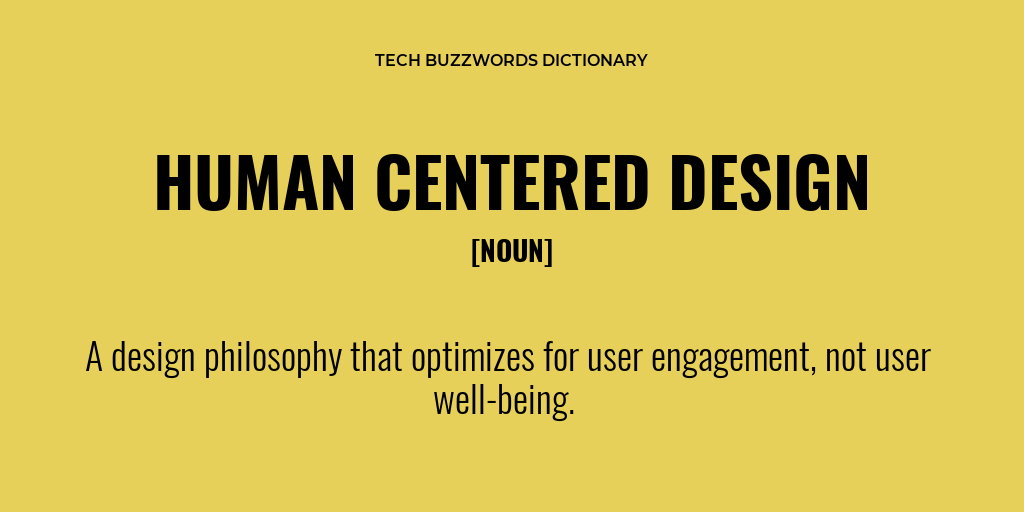 TECH BUZZWORDS DICTIONARY
HUMAN CENTERED DESIGN
[NOUN]
A design philosophy that optimizes for user engagement, not user
well-being.